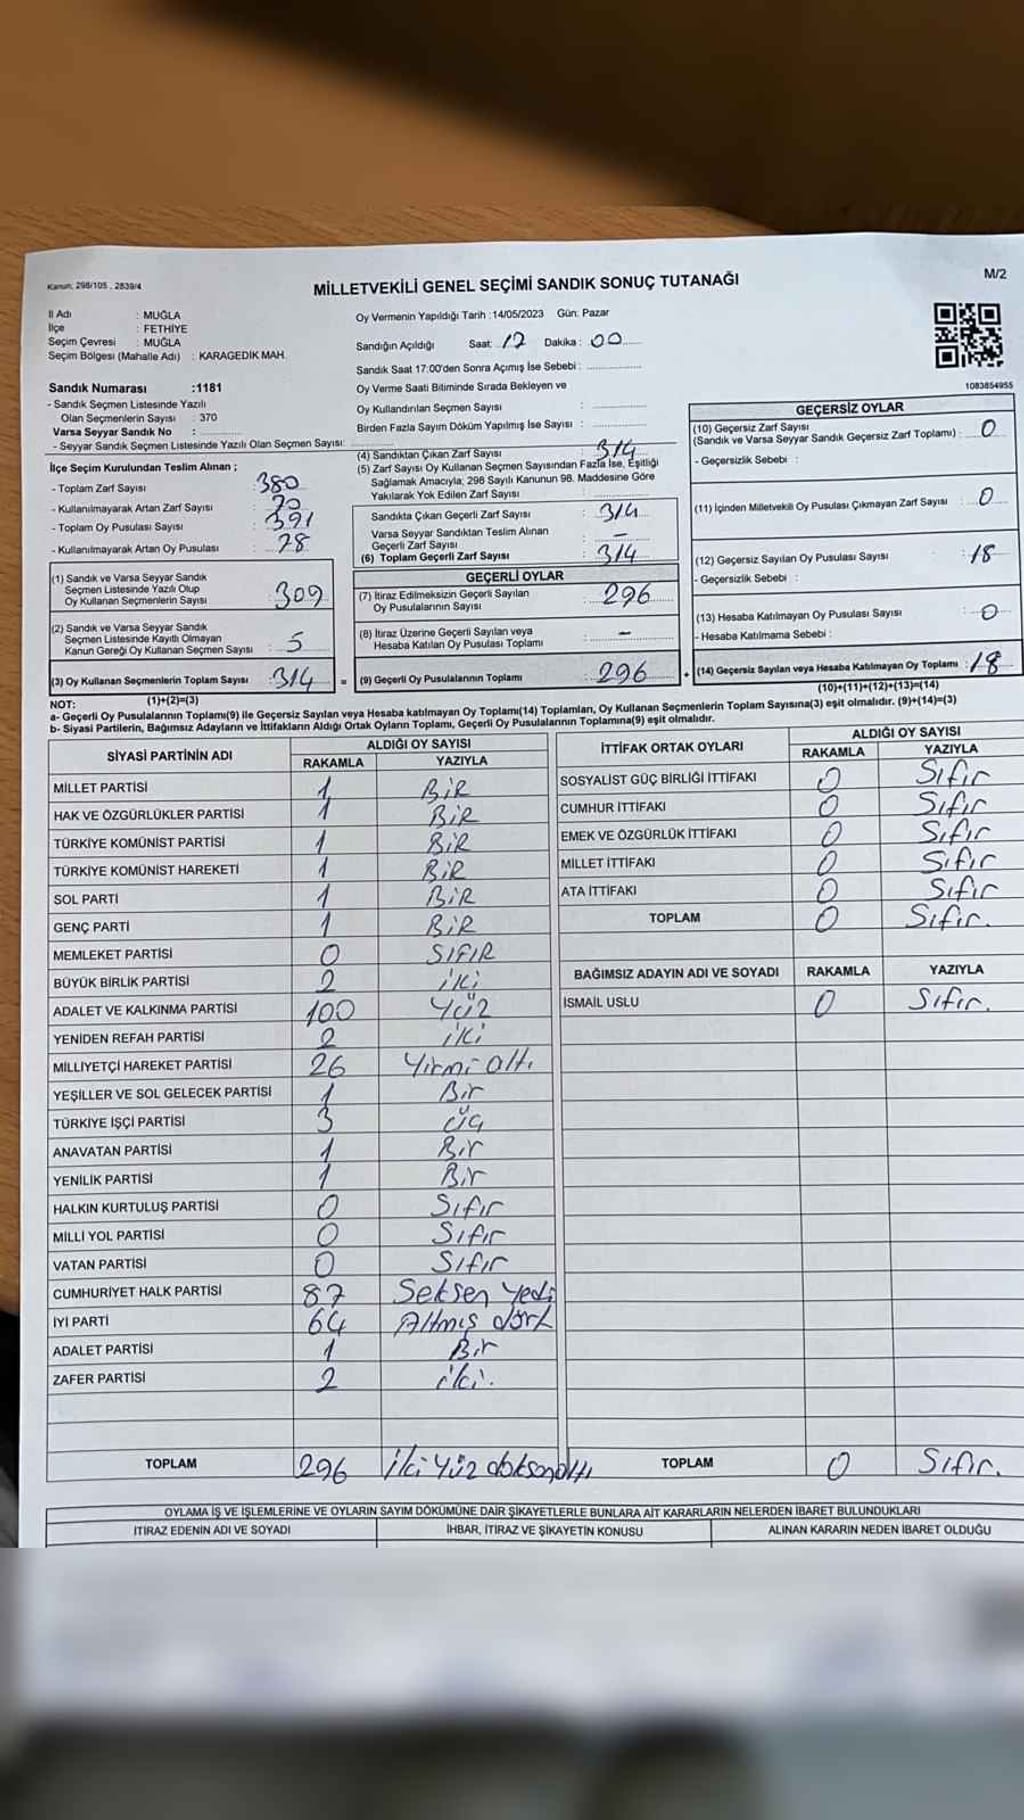 Kanun; 298/105 , 2839/4
MİLLETVEKİLİ GENEL SEÇİMİ SANDIK SONUÇ TUTANAĞI
M/2
İl Adı : MUĞLA
İlçe : FETHİYE
Seçim Çevresi : MUĞLA
Seçim Bölgesi (Mahalle Adı) : KARAGEDİK MAH.
Oy Vermenin Yapıldığı Tarih :14/05/2023 Gün: Pazar
Sandığın Açıldığı Saat: 17 Dakika : 00
Sandık Saat 17:00'den Sonra Açımış İse Sebebi :
Oy Verme Saati Bitiminde Sırada Bekleyen ve
Oy Kullandırılan Seçmen Sayısı :
Birden Fazla Sayım Döküm Yapılmış İse Sayısı :
1083854955
Sandık Numarası :1181
- Sandık Seçmen Listesinde Yazılı
Olan Seçmenlerin Sayısı : 370
Varsa Seyyar Sandık No :
- Seyyar Sandık Seçmen Listesinde Yazılı Olan Seçmen Sayısı:
İlçe Seçim Kurulundan Teslim Alınan ;
- Toplam Zarf Sayısı : 380
- Kullanılmayarak Artan Zarf Sayısı :
- Toplam Oy Pusulası Sayısı : 391
- Kullanılmayarak Artan Oy Pusulası :
(1) Sandık ve Varsa Seyyar Sandık
Seçmen Listesinde Yazılı Olup
Oy Kullanan Seçmenlerin Sayısı : 309
(2) Sandık ve Varsa Seyyar Sandık
Seçmen Listesinde Kayıtlı Olmayan
Kanun Gereği Oy Kullanan Seçmen Sayısı : 5
(3) Oy Kullanan Seçmenlerin Toplam Sayısı : 314 =
(1)+(2)=(3)
(4) Sandıktan Çıkan Zarf Sayısı : 314
(5) Zarf Sayısı Oy Kullanan Seçmen Sayısından Fazla İse, Eşitliği
Sağlamak Amacıyla; 298 Sayılı Kanunun 98. Maddesine Göre
Yakılarak Yok Edilen Zarf Sayısı :
Sandıkta Çıkan Geçerli Zarf Sayısı : 314
Varsa Seyyar Sandıktan Teslim Alınan
Geçerli Zarf Sayısı : -
(6) Toplam Geçerli Zarf Sayısı : 314
GEÇERLİ OYLAR
(7) İtiraz Edilmeksizin Geçerli Sayılan
Oy Pusulalarının Sayısı : 296
(8) İtiraz Üzerine Geçerli Sayılan veya
Hesaba Katılan Oy Pusulası Toplamı : -
(9) Geçerli Oy Pusulalarının Toplamı : 296 +
GEÇERSİZ OYLAR
(10) Geçersiz Zarf Sayısı
(Sandık ve Varsa Seyyar Sandık Geçersiz Zarf Toplamı) : 0
- Geçersizlik Sebebi :
(11) İçinden Milletvekili Oy Pusulası Çıkmayan Zarf Sayısı : 0
(12) Geçersiz Sayılan Oy Pusulası Sayısı : 18
- Geçersizlik Sebebi :
(13) Hesaba Katılmayan Oy Pusulası Sayısı : 0
- Hesaba Katılmama Sebebi :
(14) Geçersiz Sayılan veya Hesaba Katılmayan Oy Toplamı : 18
(10)+(11)+(12)+(13)=(14)
NOT:
a- Geçerli Oy Pusulalarının Toplamı(9) ile Geçersiz Sayılan veya Hesaba katılmayan Oy Toplamı(14) Toplamları, Oy Kullanan Seçmenlerin Toplam Sayısına(3) eşit olmalıdır. (9)+(14)=(3)
b- Siyasi Partilerin, Bağımsız Adayların ve İttifakların Aldığı Ortak Oyların Toplamı, Geçerli Oy Pusulalarının Toplamına(9) eşit olmalıdır.
SİYASİ PARTİNİN ADI ALDIĞI OY SAYISI
RAKAMLA YAZIYLA
MİLLET PARTİSİ 1 BİR
HAK VE ÖZGÜRLÜKLER PARTİSİ 1 BİR
TÜRKİYE KOMÜNİST PARTİSİ 1 BİR
TÜRKİYE KOMÜNİST HAREKETİ 1 BİR
SOL PARTİ 1 BİR
GENÇ PARTİ 1 BİR
MEMLEKET PARTİSİ 0 SIFIR
BÜYÜK BİRLİK PARTİSİ 2 iki
ADALET VE KALKINMA PARTİSİ 100 Yüz
YENİDEN REFAH PARTİSİ 2 iki
MİLLİYETÇİ HAREKET PARTİSİ 26 Yirmi altı
YEŞİLLER VE SOL GELECEK PARTİSİ 1 Bir
TÜRKİYE İŞÇİ PARTİSİ 3 üç
ANAVATAN PARTİSİ 1 Bir
YENİLİK PARTİSİ 1 Bir
HALKIN KURTULUŞ PARTİSİ 0 Sıfır
MİLLİ YOL PARTİSİ 0 Sıfır
VATAN PARTİSİ 0 Sıfır
CUMHURİYET HALK PARTİSİ 87 Seksen Yedi
İYİ PARTİ 64 Altmış dört
ADALET PARTİSİ 1 Bir
ZAFER PARTİSİ 2 iki.
TOPLAM 296 iki Yüz doksanaltı
İTTİFAK ORTAK OYLARI ALDIĞI OY SAYISI
RAKAMLA YAZIYLA
SOSYALİST GÜÇ BİRLİĞİ İTTİFAKI 0 Sıfır
CUMHUR İTTİFAKI 0 Sıfır
EMEK VE ÖZGÜRLÜK İTTİFAKI 0 Sıfır
MİLLET İTTİFAKI 0 Sıfır
ATA İTTİFAKI 0 Sıfır
TOPLAM 0 Sıfır.
BAĞIMSIZ ADAYIN ADI VE SOYADI RAKAMLA YAZIYLA
İSMAİL USLU 0 Sıfır.
TOPLAM 0 Sıfır.
OYLAMA İŞ VE İŞLEMLERİNE VE OYLARIN SAYIM DÖKÜMÜNE DAİR ŞİKAYETLERLE BUNLARA AİT KARARLARIN NELERDEN İBARET BULUNDUKLARI
İTİRAZ EDENİN ADI VE SOYADI İHBAR, İTİRAZ VE ŞİKAYETİN KONUSU ALINAN KARARIN NEDEN İBARET OLDUĞU